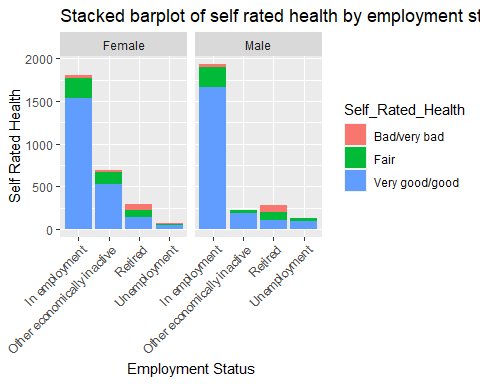 Stacked barplot of self rated health by employment st
Female
Male
Self Rated Health
2000
1500
1000
500
0
In employment
Other economically inactive
Retired
Unemployment
In employment
Other economically inactive
Retired
Unemployment
Employment Status
Self_Rated_Health
Bad/very bad
Fair
Very good/good